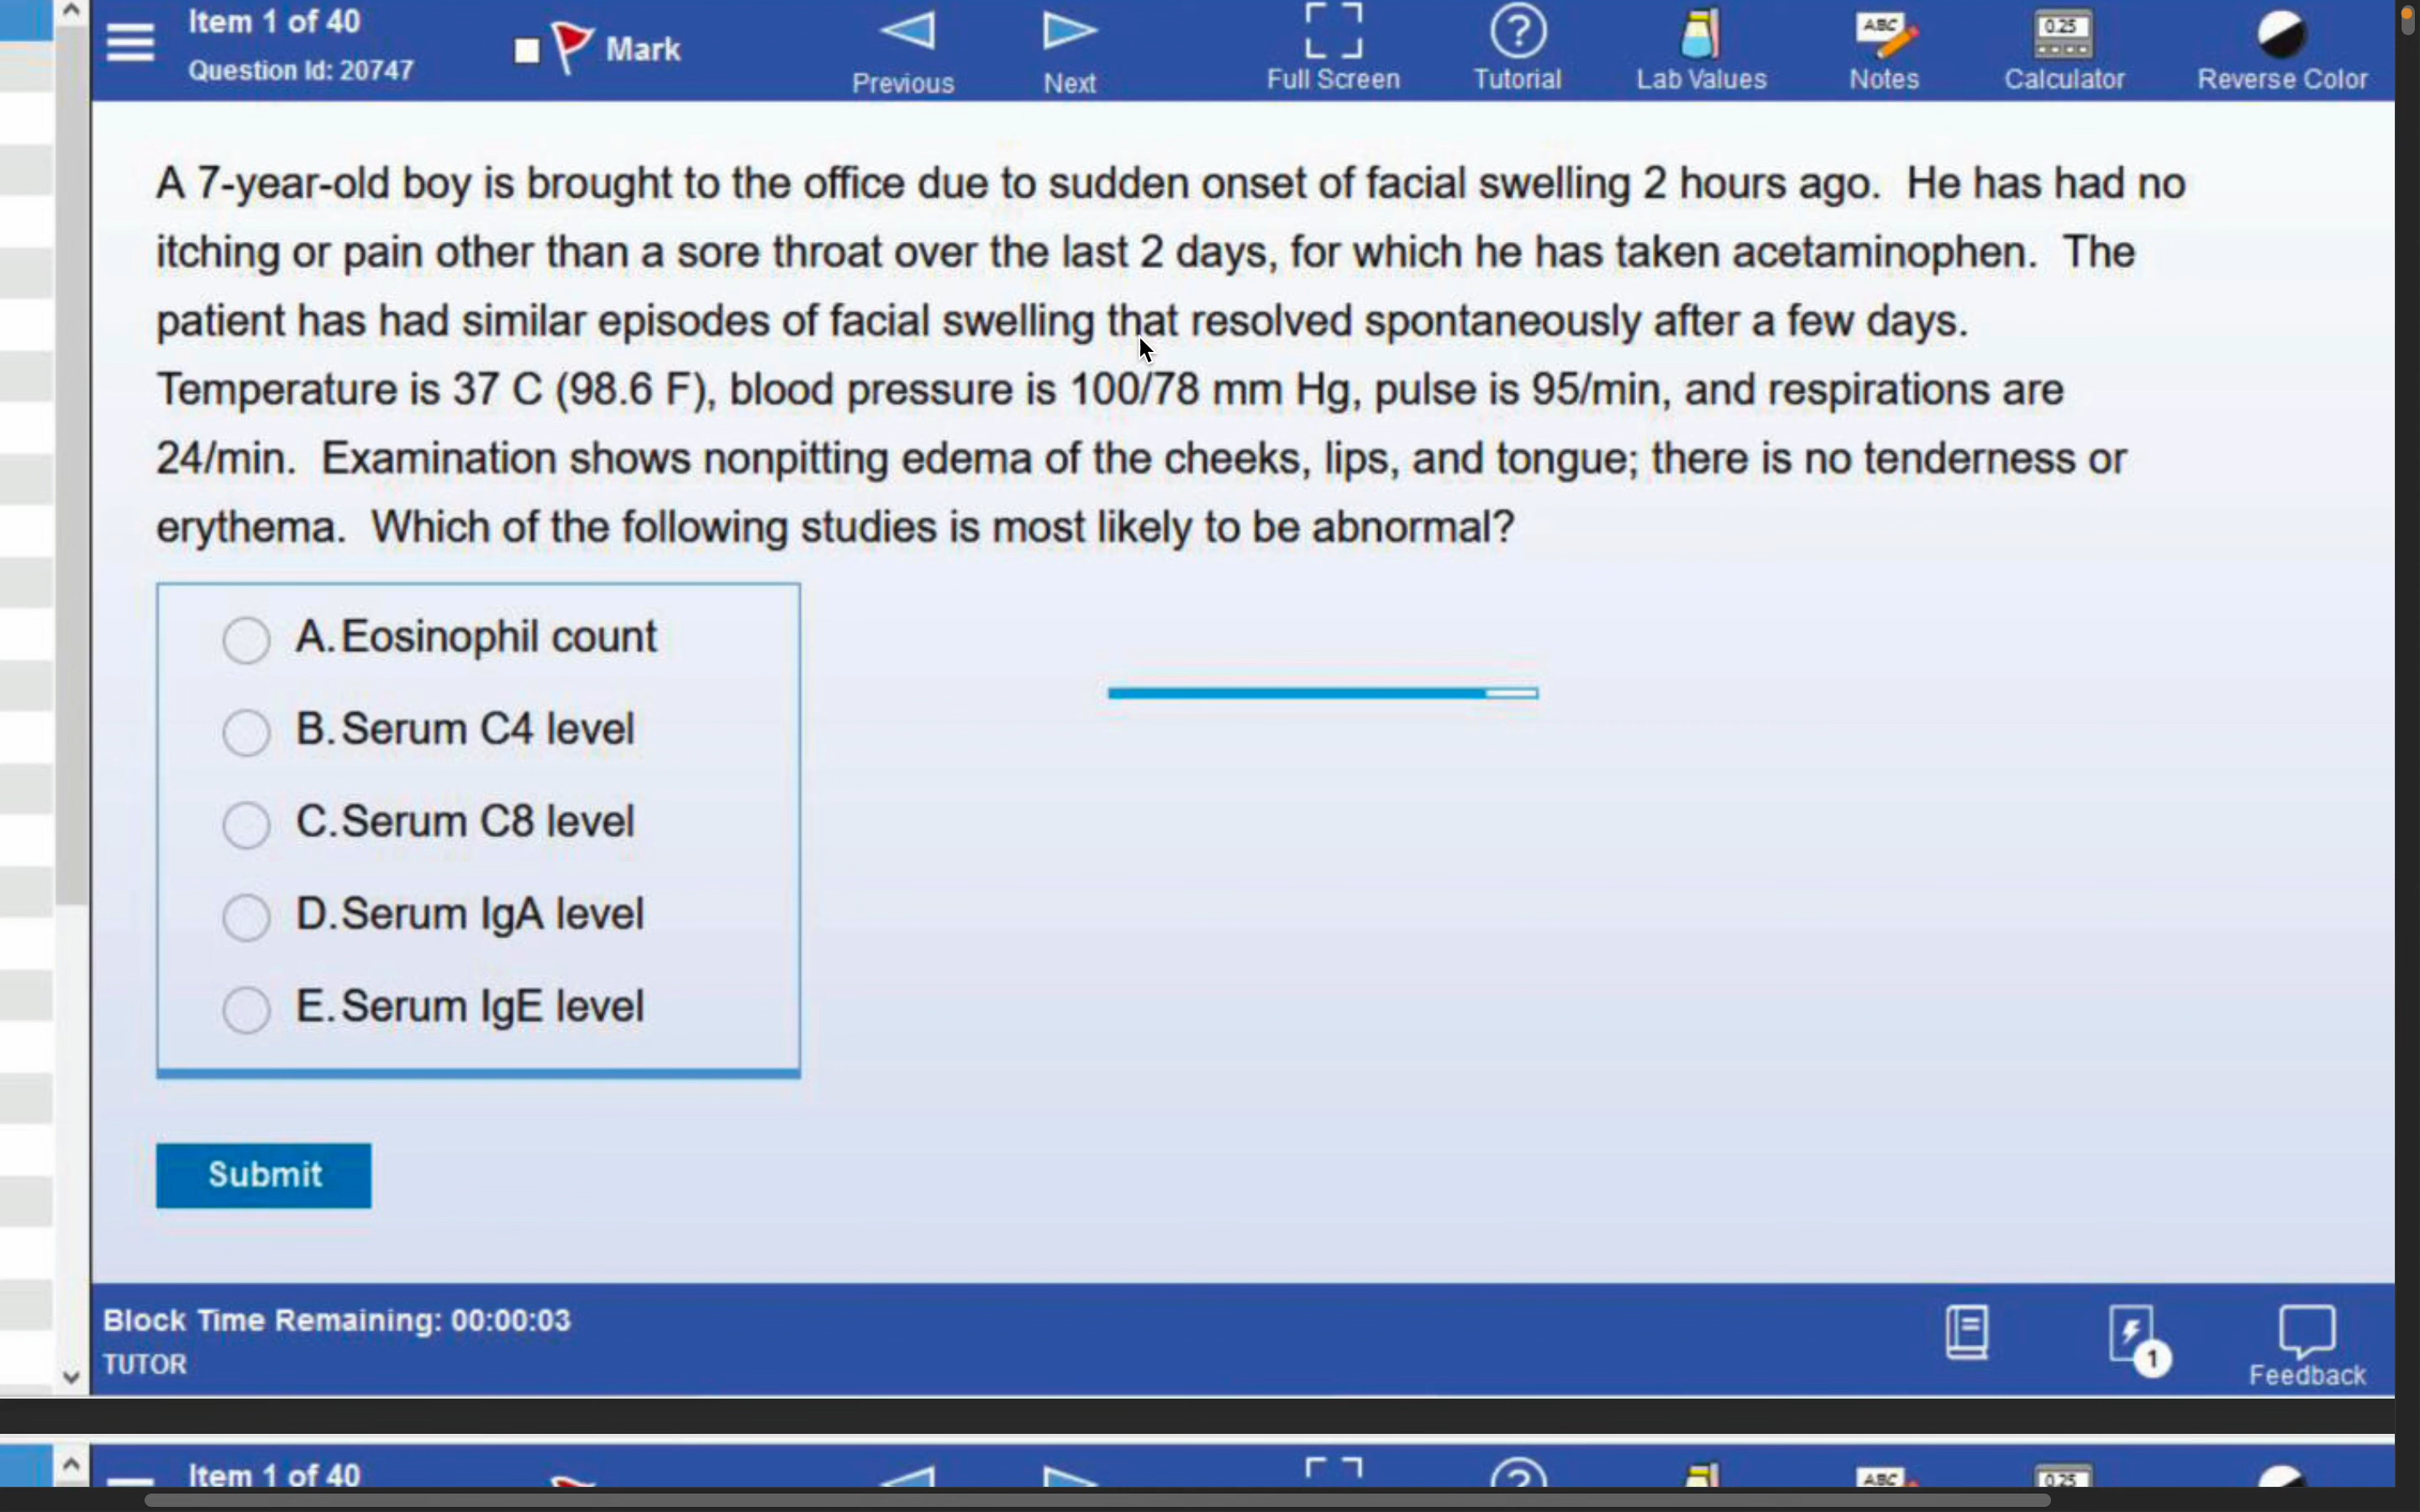 Item 1 of 40
Question Id: 20747
Mark
Previous
Next
Full Screen
Tutorial
Lab Values
ABC
Notes
0.25
Calculator
Reverse Color
A 7-year-old boy is brought to the office due to sudden onset of facial swelling 2 hours ago. He has had no
itching or pain other than a sore throat over the last 2 days, for which he has taken acetaminophen. The
patient has had similar episodes of facial swelling that resolved spontaneously after a few days.
Temperature is 37 C (98.6 F), blood pressure is 100/78 mm Hg, pulse is 95/min, and respirations are
24/min. Examination shows nonpitting edema of the cheeks, lips, and tongue; there is no tenderness or
erythema. Which of the following studies is most likely to be abnormal?
A. Eosinophil count
B. Serum C4 level
C. Serum C8 level
D. Serum IgA level
E. Serum IgE level
Submit
Block Time Remaining: 00:00:03
TUTOR
1
Feedback
Item 1 of 40
ABC
0.25